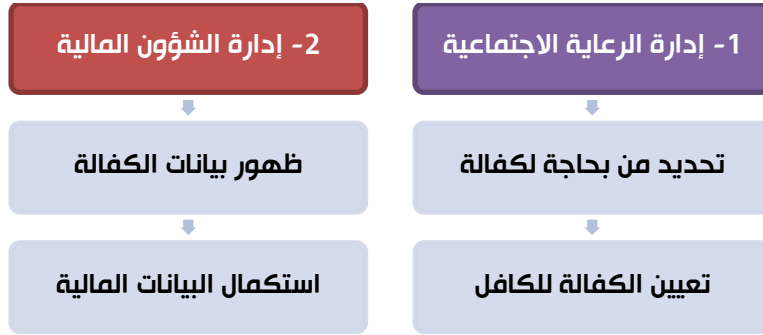 1- إدارة الرعاية الاجتماعية
تحديد من بحاجة لكفالة
تعيين الكفالة للكافل
2- إدارة الشؤون المالية
ظهور بيانات الكفالة
استكمال البيانات المالية